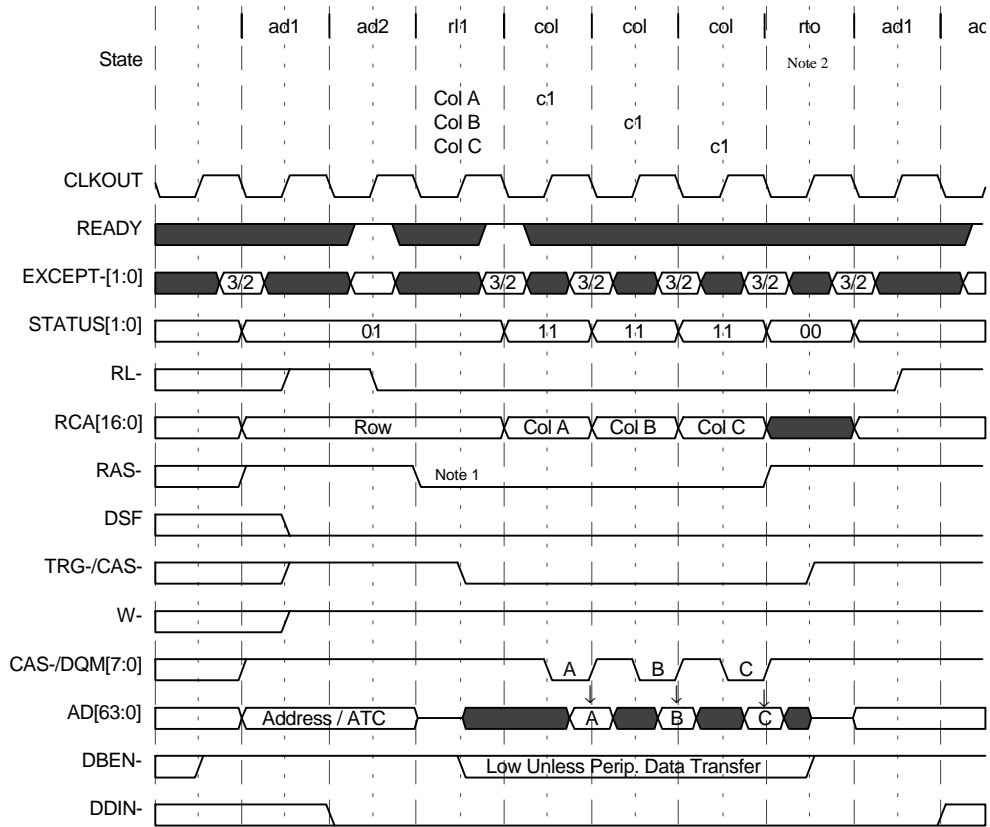 ad1 ad2 rl1 col col col rto ad1 ad
State Note 2
Col A c1
Col B c1
Col C c1
CLKOUT
READY
EXCEPT-[1:0] 3/2 3/2 3/2 3/2 3/2 3/2
STATUS[1:0] 01 11 11 11 00
RL-
RCA[16:0] Row Col A Col B Col C
RAS- Note 1
DSF
TRG-/CAS-
W-
CAS-/DQM[7:0] A B C
AD[63:0] Address / ATC A B C
DBEN- Low Unless Perip. Data Transfer
DDIN-